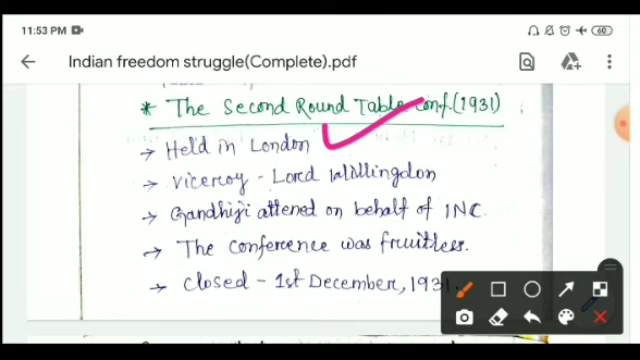 11:53 PM
60
Indian freedom struggle(Complete).pdf
* The Second Round Table Conf.(1931)
→ Held in London
→ Viceroy - Lord Willingdon
→ Gandhiji attened on behalf of INC.
→ The conference was fruitless.
→ Closed - 1st December, 1931.